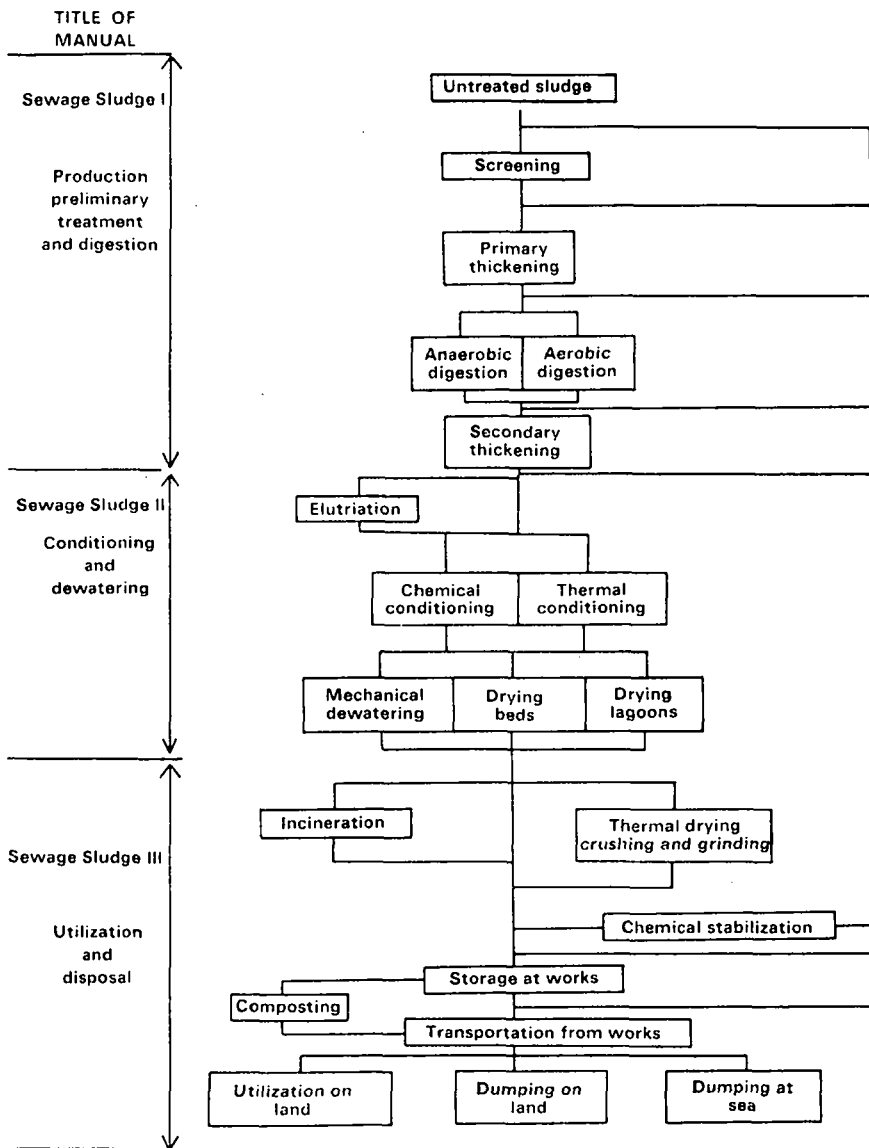 TITLE OF
MANUAL
Sewage Sludge I
Production
preliminary
treatment
and digestion
Untreated sludge
Screening
Primary
thickening
Anaerobic
digestion
Aerobic
digestion
Secondary
thickening
Sewage Sludge II
Conditioning
and
dewatering
Elutriation
Chemical
conditioning
Thermal
conditioning
Mechanical
dewatering
Drying
beds
Drying
lagoons
Sewage Sludge III
Utilization
and
disposal
Incineration
Thermal drying
crushing and grinding
Chemical stabilization
Storage at works
Composting
Transportation from works
Utilization on
land
Dumping on
land
Dumping at
sea